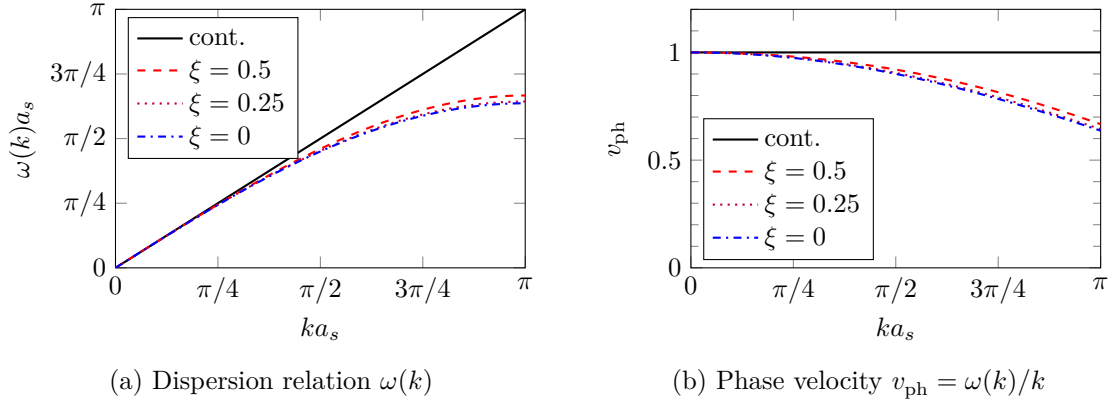 π
3π/4
π/2
π/4
0
ω(k)a_s
cont.
ξ = 0.5
ξ = 0.25
ξ = 0
0
π/4
π/2
3π/4
π
ka_s
(a) Dispersion relation ω(k)
1
0.5
0
v_ph
cont.
ξ = 0.5
ξ = 0.25
ξ = 0
0
π/4
π/2
3π/4
π
ka_s
(b) Phase velocity v_ph = ω(k)/k